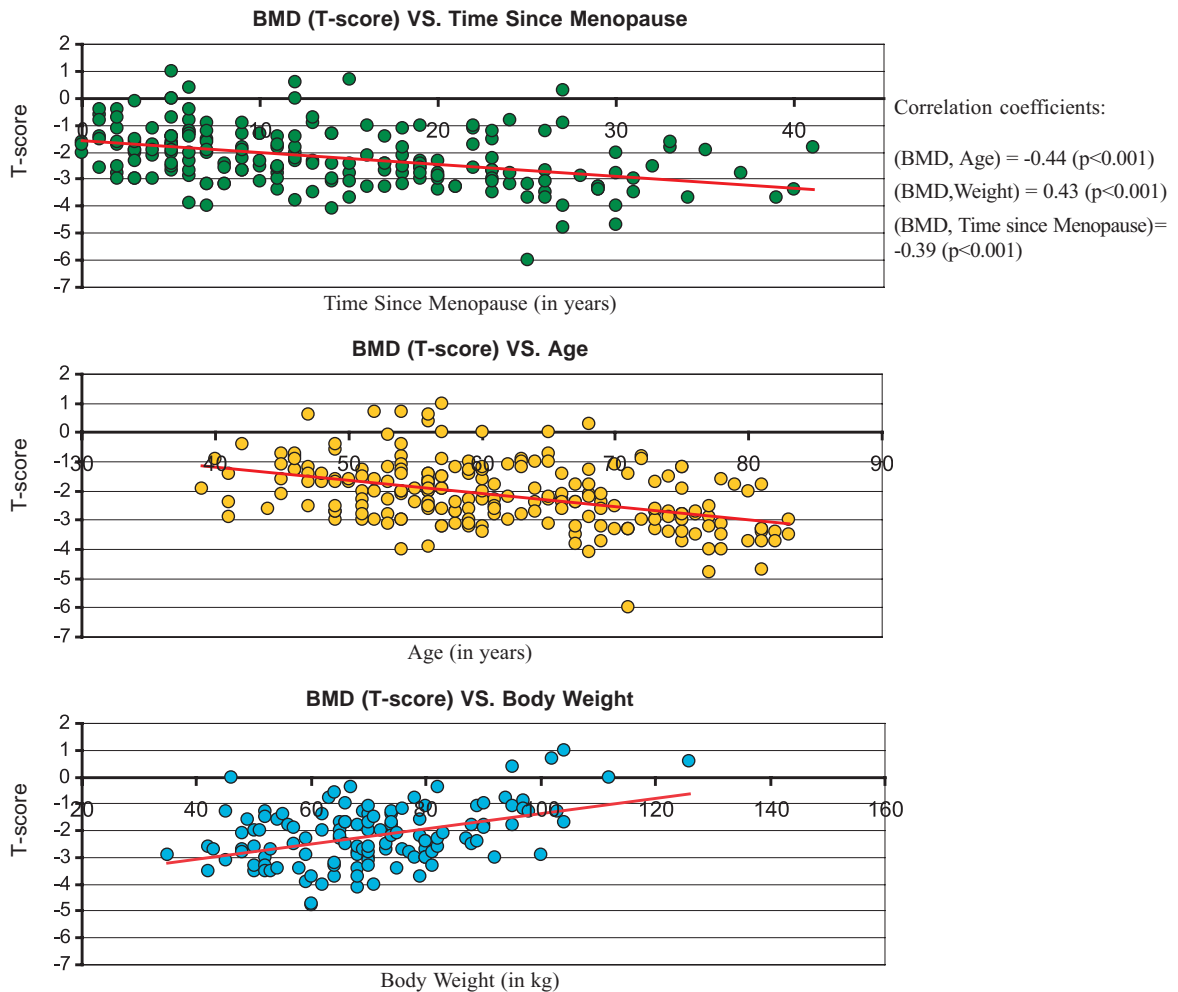 BMD (T-score) VS. Time Since Menopause
T-score
2
1
0
-1
-2
-3
-4
-5
-6
-7
0 10 20 30 40
Time Since Menopause (in years)
Correlation coefficients:
(BMD, Age) = -0.44 (p<0.001)
(BMD,Weight) = 0.43 (p<0.001)
(BMD, Time since Menopause)=
-0.39 (p<0.001)
BMD (T-score) VS. Age
T-score
2
1
0
-1
-2
-3
-4
-5
-6
-7
30 40 50 60 70 80 90
Age (in years)
BMD (T-score) VS. Body Weight
T-score
2
1
0
-1
-2
-3
-4
-5
-6
-7
20 40 60 80 100 120 140 160
Body Weight (in kg)